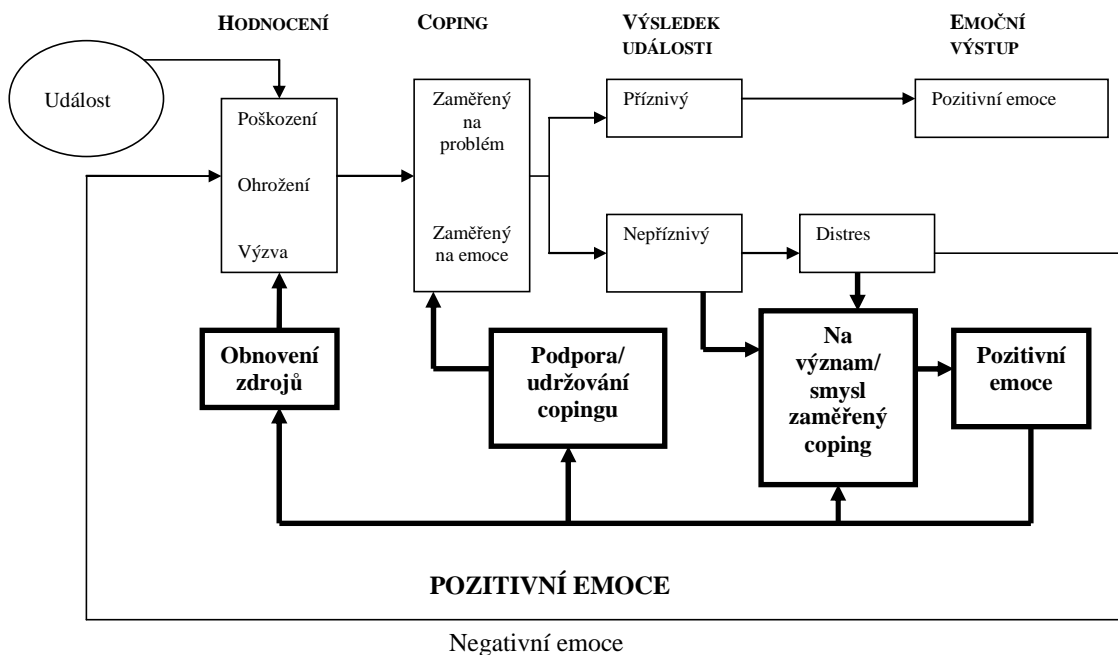 HODNOCENÍ
COPING
VÝSLEDEK
UDÁLOSTI
EMOČNÍ
VÝSTUP
Událost
Poškození
Ohrožení
Výzva
Zaměřený
na
problém
Zaměřený
na emoce
Příznivý
Pozitivní emoce
Nepříznivý
Distres
Obnovení
zdrojů
Podpora/
udržování
copingu
Na
význam/
smysl
zaměřený
coping
Pozitivní
emoce
POZITIVNÍ EMOCE
Negativní emoce